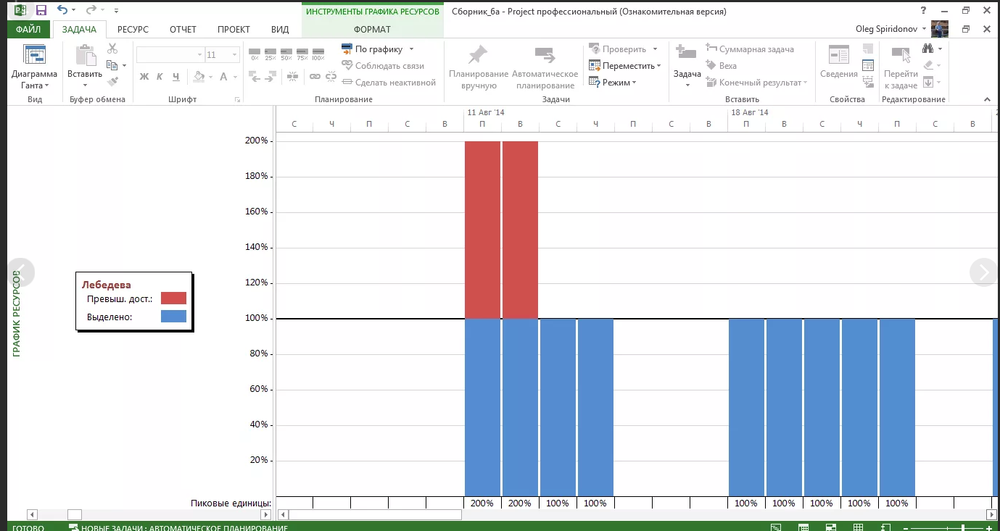 ИНСТРУМЕНТЫ ГРАФИКА РЕСУРСОВ
Сборник_6а - Project профессиональный (Ознакомительная версия)
?
ФАЙЛ ЗАДАЧА РЕСУРС ОТЧЕТ ПРОЕКТ ВИД ФОРМАТ
Oleg Spiridonov
Диаграмма
Ганта
Вид
Вставить
Буфер обмена
11
Ж К Ч А
Шрифт
0% 25% 50% 75% 100%
По графику
Соблюдать связи
Сделать неактивной
Планирование
Планирование
вручную
Автоматическое
планирование
Проверить
Переместить
Режим
Задачи
Задача
Суммарная задача
Веха
Конечный результат
Вставить
Сведения
Свойства
Перейти
к задаче
Редактирование
11 Авг '14 18 Авг '14 2
С Ч П С В П В С Ч П С В П В С Ч П С В
200%
180%
160%
140%
120%
100%
80%
60%
40%
20%
ГРАФИК РЕСУРСОВ
Лебедева
Превыш. дост.:
Выделено:
Пиковые единицы: 200% 200% 100% 100% 100% 100% 100% 100% 100%
ГОТОВО НОВЫЕ ЗАДАЧИ : АВТОМАТИЧЕСКОЕ ПЛАНИРОВАНИЕ